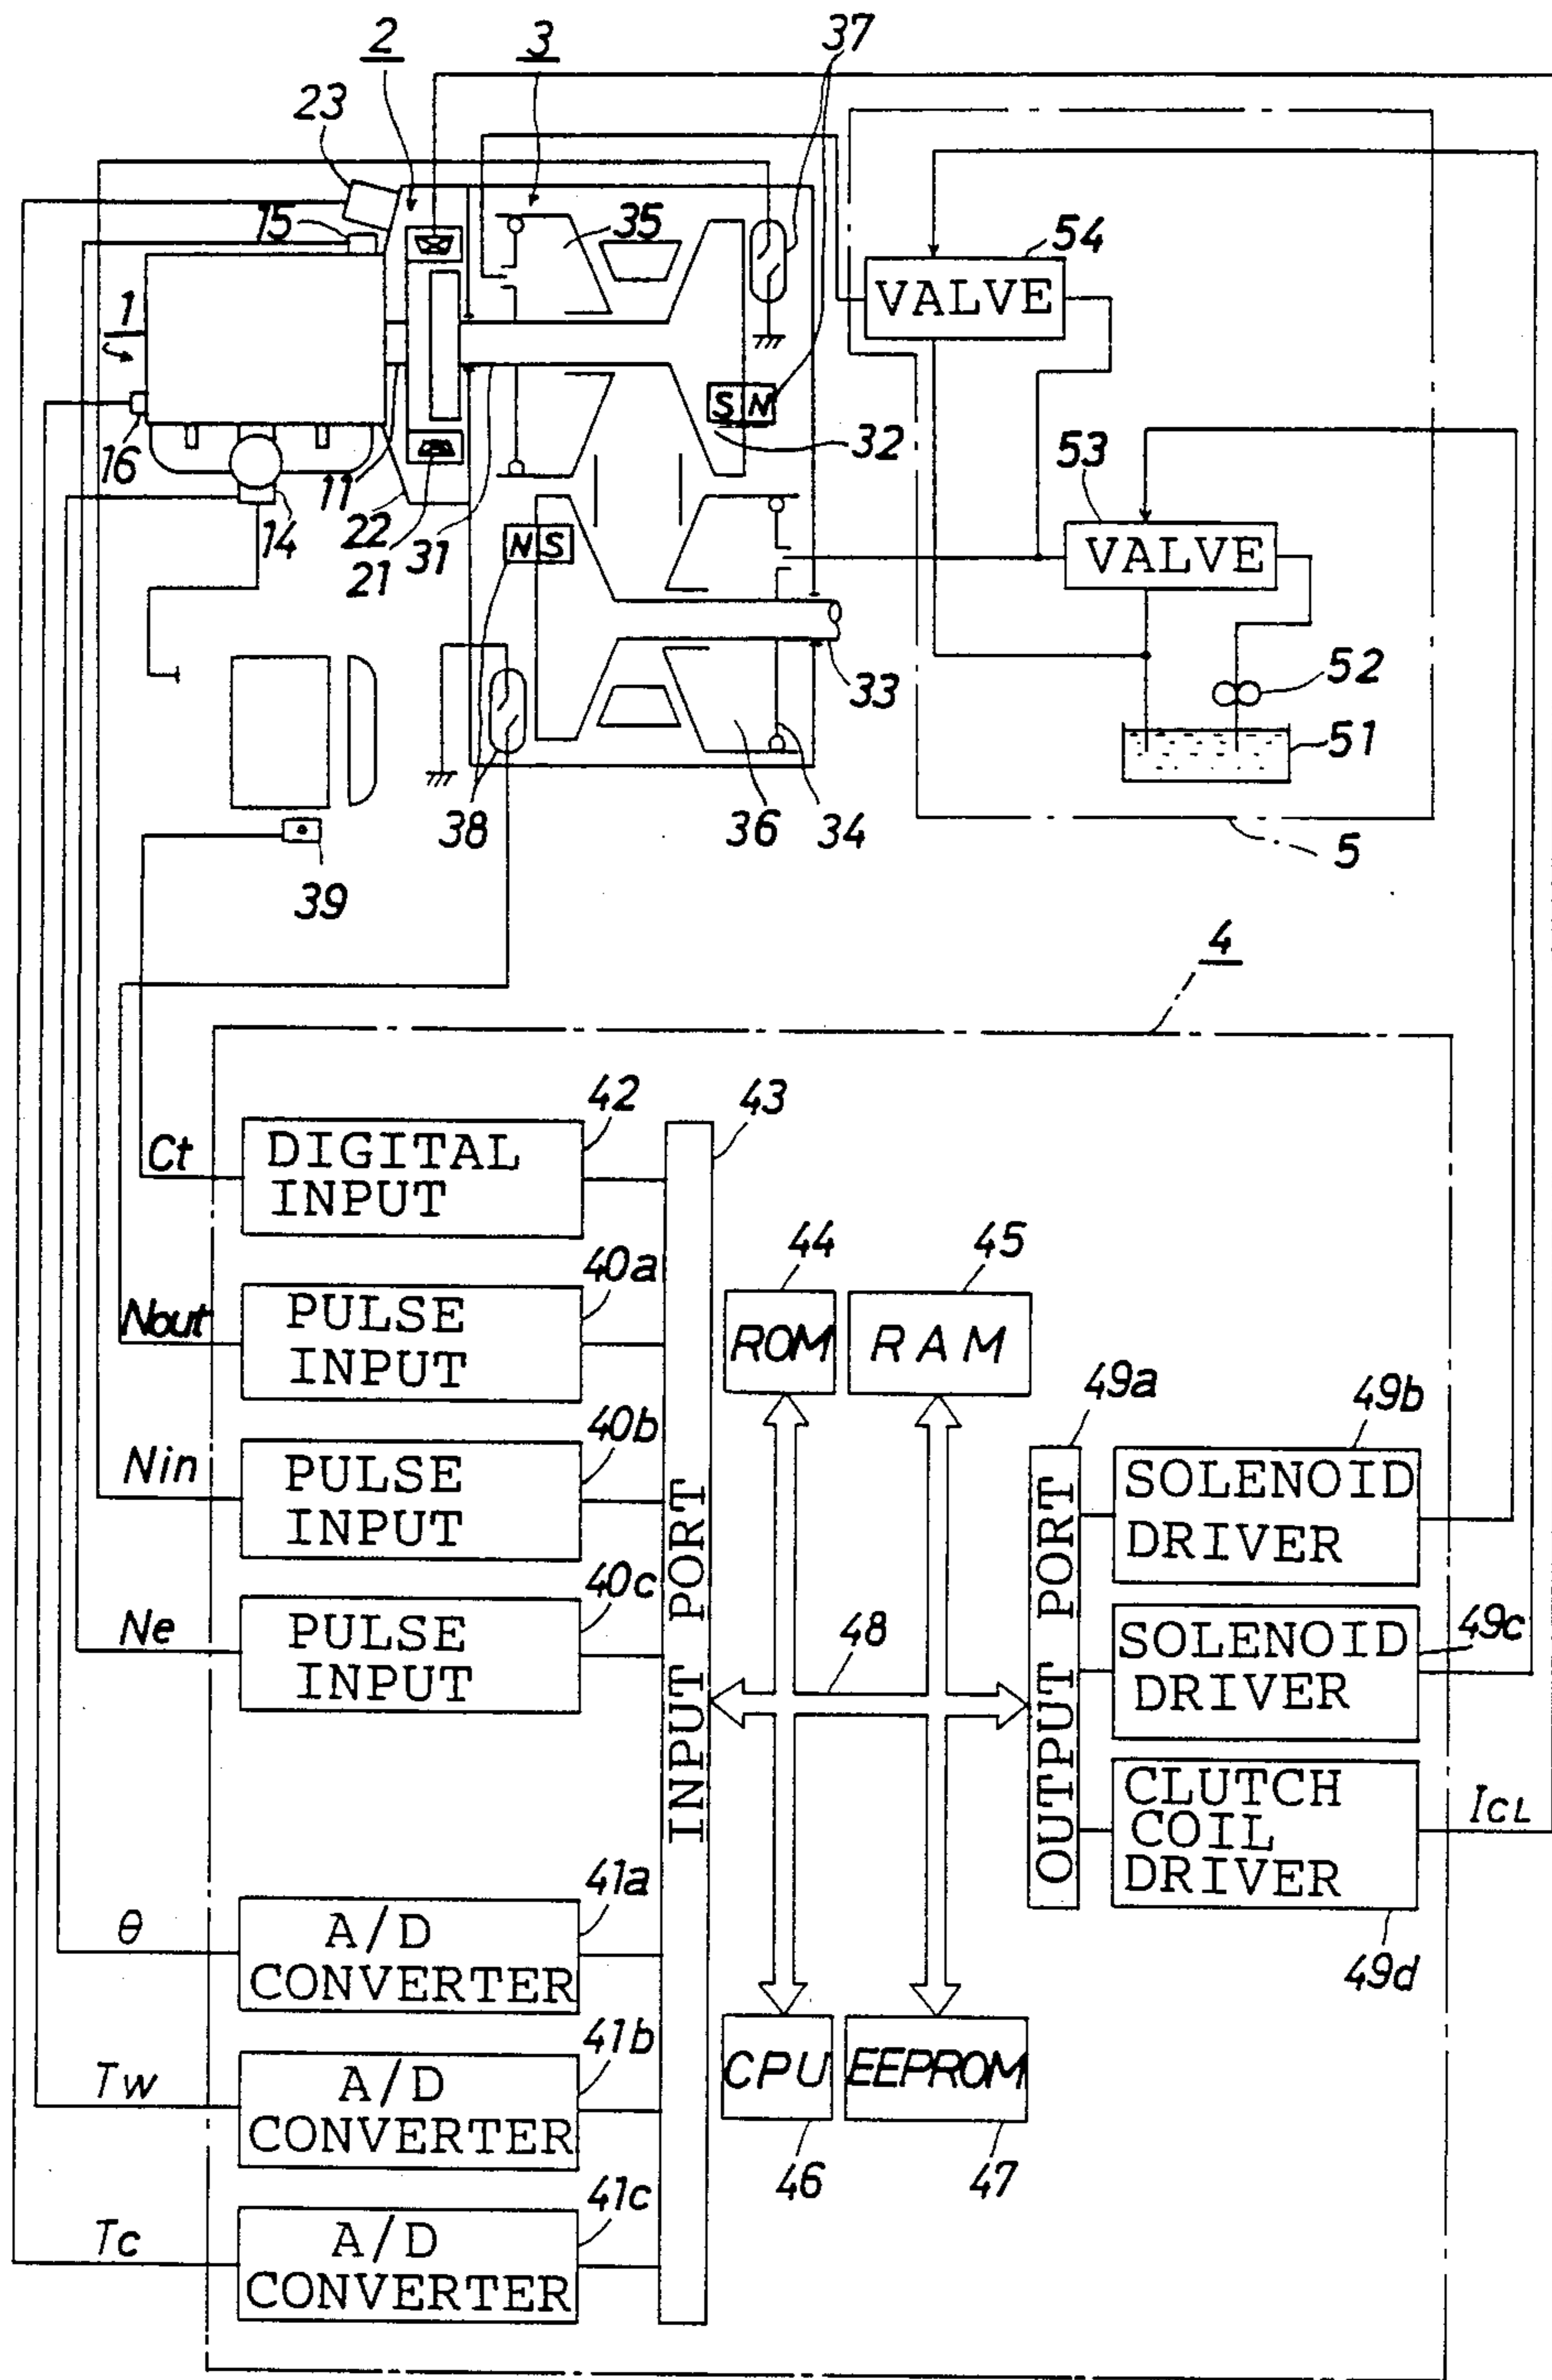 2
3
37
23
15
35
54
VALVE
1
S N
32
16
11
22
21
31
14
53
VALVE
N S
33
52
51
38
36
34
5
39
4
42
43
Ct
DIGITAL
INPUT
44
45
40a
Nout
PULSE
INPUT
ROM
RAM
49a
49b
40b
Nin
PULSE
INPUT
SOLENOID
DRIVER
40c
Ne
PULSE
INPUT
INPUT PORT
48
OUTPUT PORT
SOLENOID
DRIVER
49c
CLUTCH
COIL
DRIVER
ICL
41a
θ
A/D
CONVERTER
49d
41b
Tw
A/D
CONVERTER
CPU
EEPROM
46
47
41c
Tc
A/D
CONVERTER